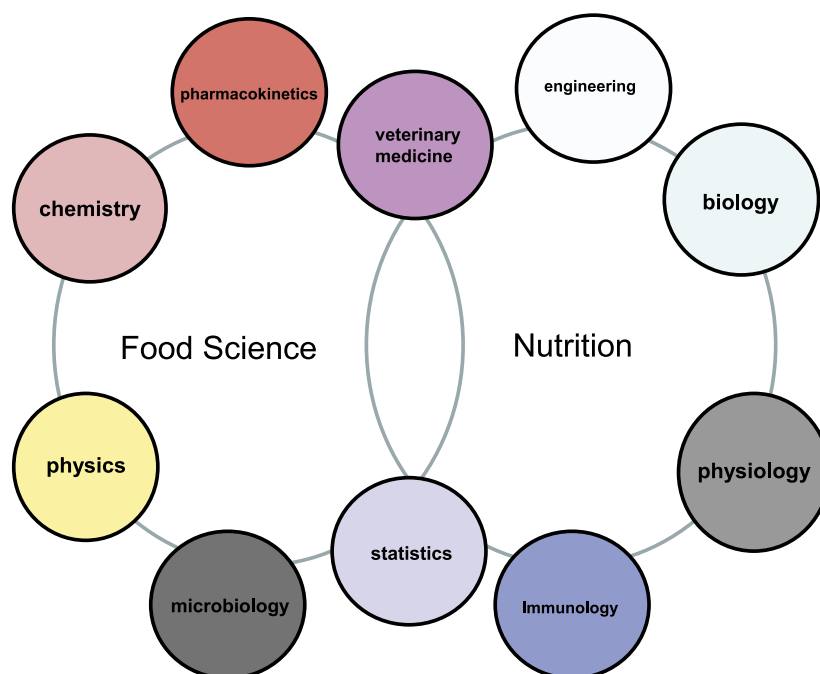 pharmacokinetics
veterinary
medicine
engineering
chemistry
biology
Food Science
Nutrition
physics
physiology
microbiology
statistics
Immunology